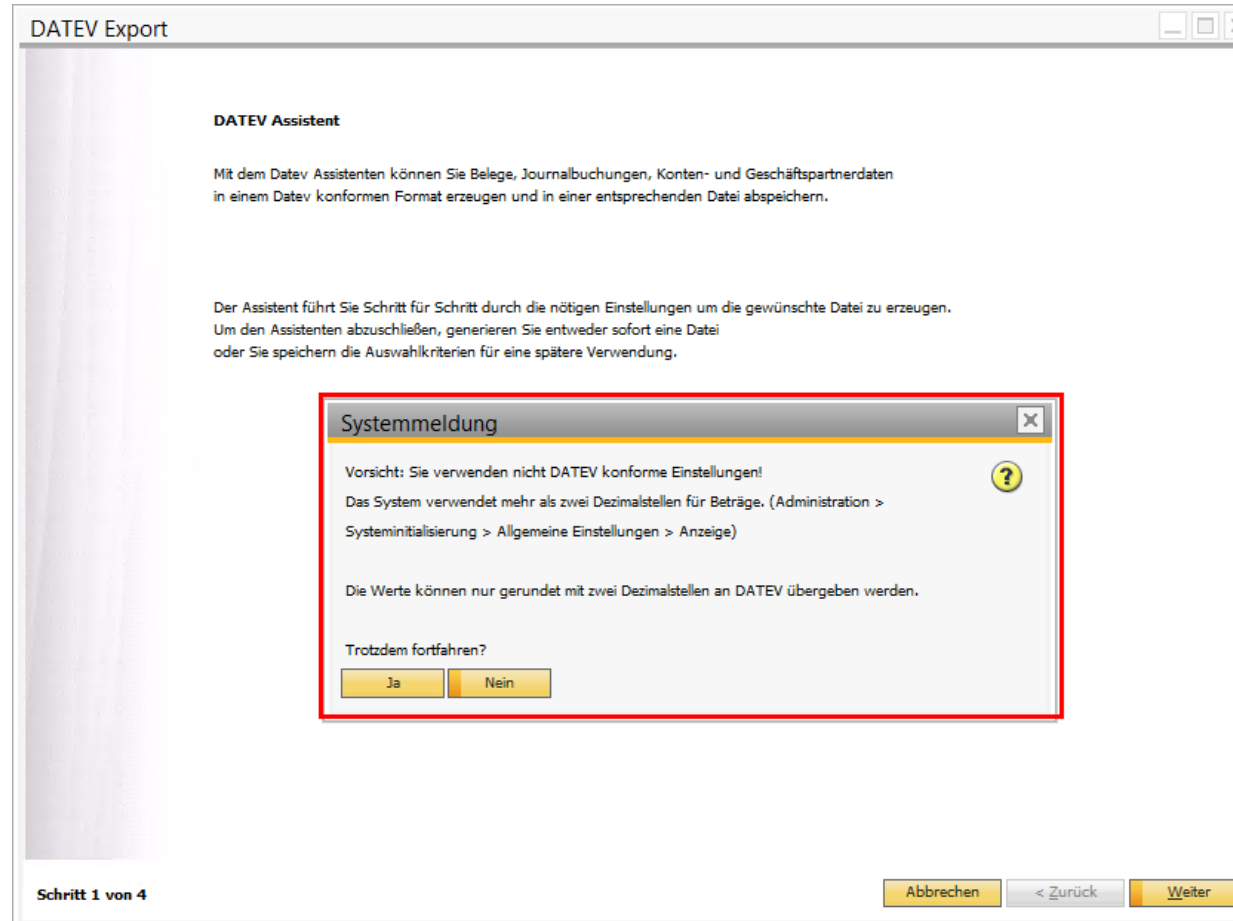 DATEV Export
DATEV Assistent
Mit dem Datev Assistenten können Sie Belege, Journalbuchungen, Konten- und Geschäftspartnerdaten
in einem Datev konformen Format erzeugen und in einer entsprechenden Datei abspeichern.
Der Assistent führt Sie Schritt für Schritt durch die nötigen Einstellungen um die gewünschte Datei zu erzeugen.
Um den Assistenten abzuschließen, generieren Sie entweder sofort eine Datei
oder Sie speichern die Auswahlkriterien für eine spätere Verwendung.
Systemmeldung
Vorsicht: Sie verwenden nicht DATEV konforme Einstellungen!
Das System verwendet mehr als zwei Dezimalstellen für Beträge. (Administration >
Systeminitialisierung > Allgemeine Einstellungen > Anzeige)
Die Werte können nur gerundet mit zwei Dezimalstellen an DATEV übergeben werden.
Trotzdem fortfahren?
Ja Nein
Schritt 1 von 4 Abbrechen < Zurück Weiter